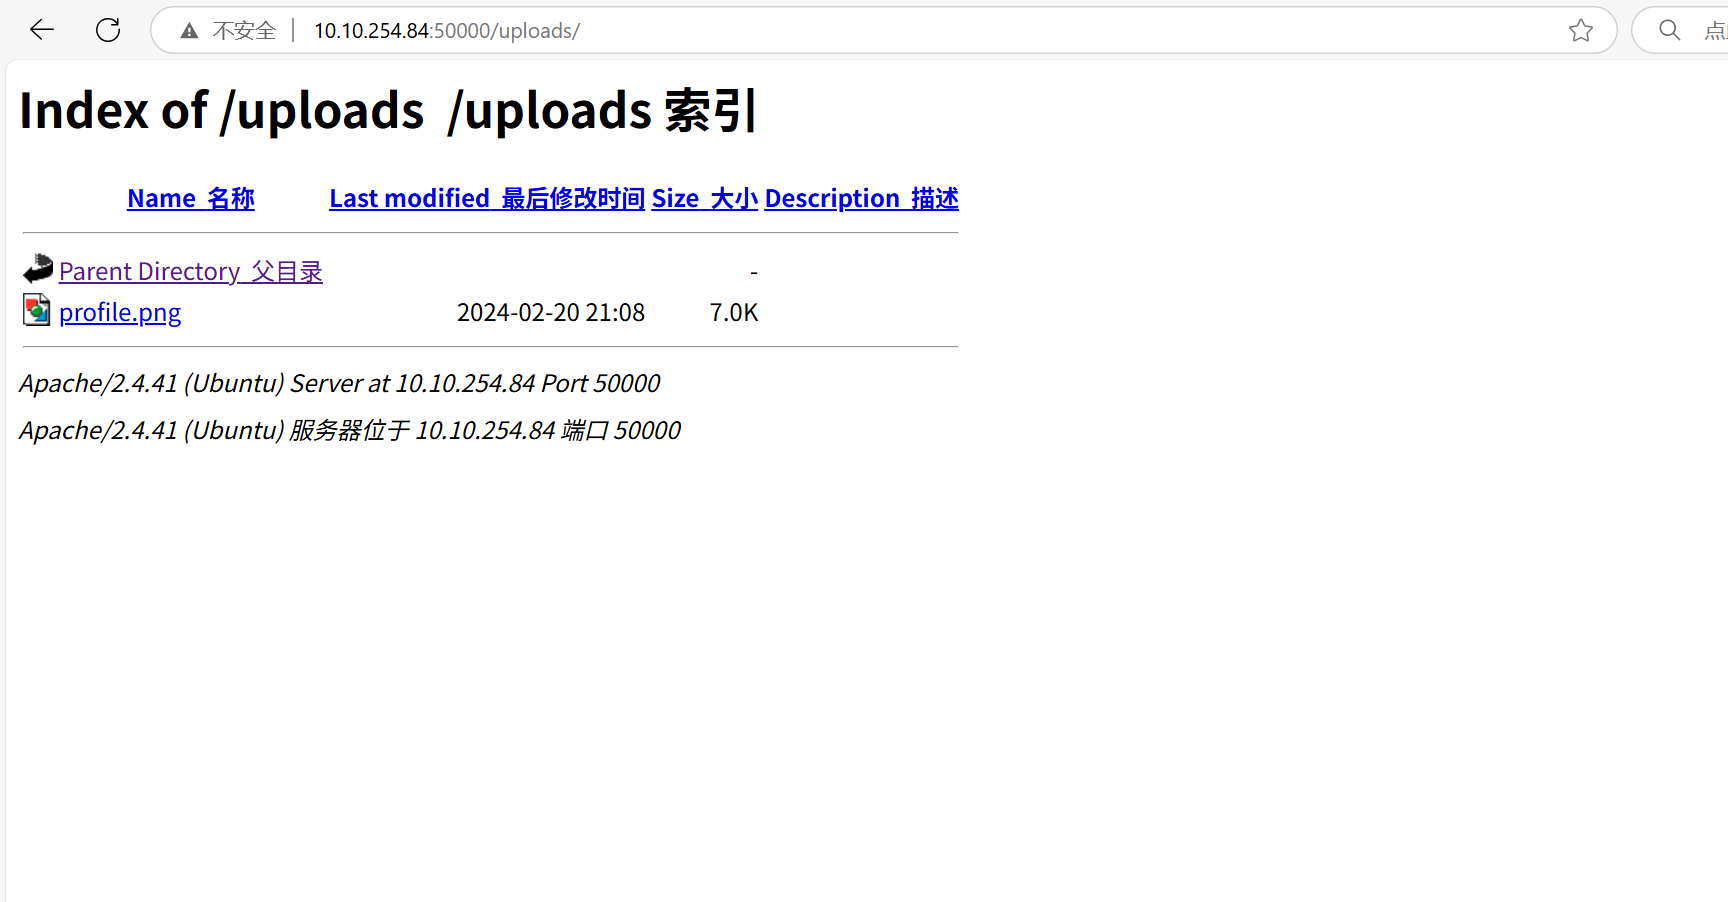 不安全 10.10.254.84:50000/uploads/
Index of /uploads /uploads 索引
Name 名称 Last modified 最后修改时间 Size 大小 Description 描述
Parent Directory 父目录 -
profile.png 2024-02-20 21:08 7.0K
Apache/2.4.41 (Ubuntu) Server at 10.10.254.84 Port 50000
Apache/2.4.41 (Ubuntu) 服务器位于 10.10.254.84 端口 50000